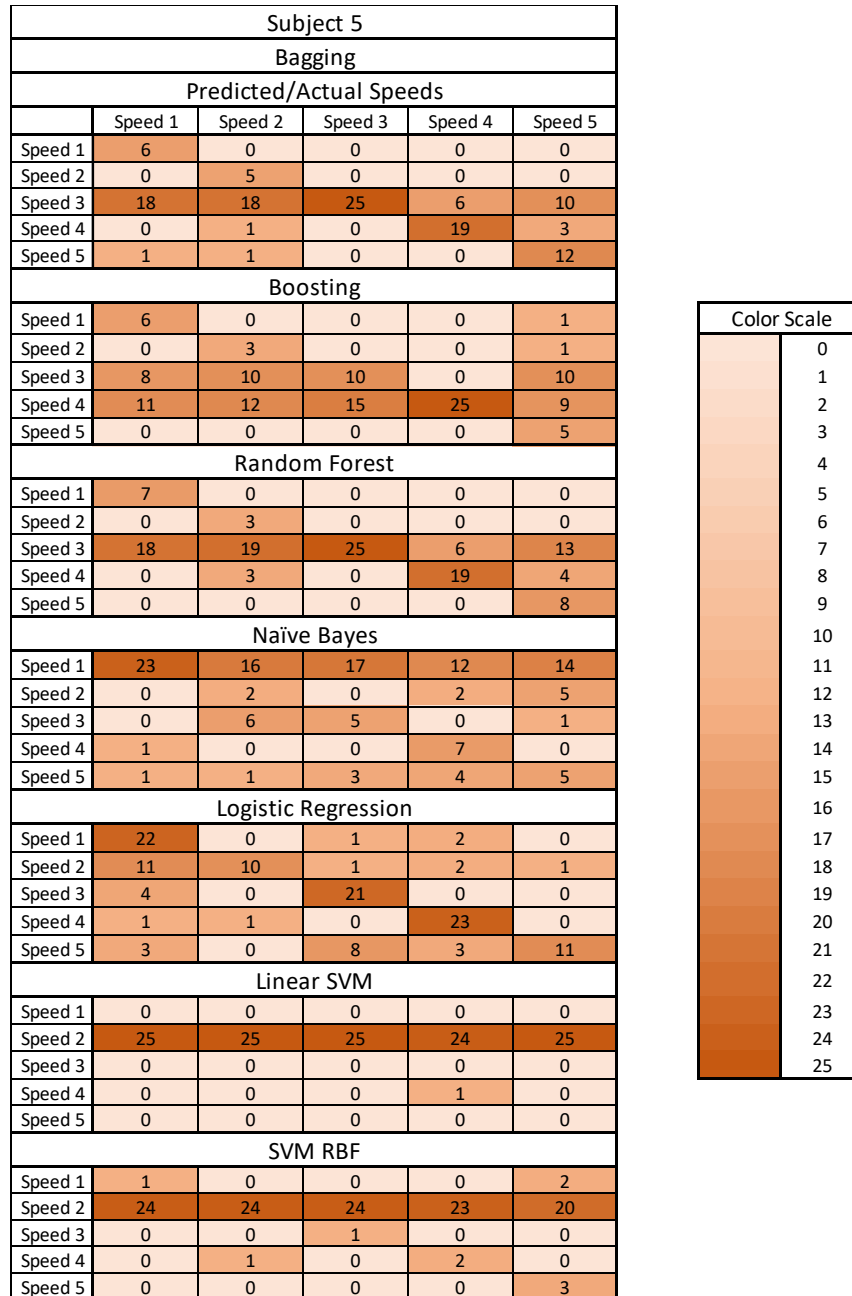 Subject 5
Bagging
Predicted/Actual Speeds
Speed 1 Speed 2 Speed 3 Speed 4 Speed 5
Speed 1 6 0 0 0 0
Speed 2 0 5 0 0 0
Speed 3 18 18 25 6 10
Speed 4 0 1 0 19 3
Speed 5 1 1 0 0 12
Boosting
Speed 1 6 0 0 0 1
Speed 2 0 3 0 0 1
Speed 3 8 10 10 0 10
Speed 4 11 12 15 25 9
Speed 5 0 0 0 0 5
Random Forest
Speed 1 7 0 0 0 0
Speed 2 0 3 0 0 0
Speed 3 18 19 25 6 13
Speed 4 0 3 0 19 4
Speed 5 0 0 0 0 8
Naïve Bayes
Speed 1 23 16 17 12 14
Speed 2 0 2 0 2 5
Speed 3 0 6 5 0 1
Speed 4 1 0 0 7 0
Speed 5 1 1 3 4 5
Logistic Regression
Speed 1 22 0 1 2 0
Speed 2 11 10 1 2 1
Speed 3 4 0 21 0 0
Speed 4 1 1 0 23 0
Speed 5 3 0 8 3 11
Linear SVM
Speed 1 0 0 0 0 0
Speed 2 25 25 25 24 25
Speed 3 0 0 0 0 0
Speed 4 0 0 0 1 0
Speed 5 0 0 0 0 0
SVM RBF
Speed 1 1 0 0 0 2
Speed 2 24 24 24 23 20
Speed 3 0 0 1 0 0
Speed 4 0 1 0 2 0
Speed 5 0 0 0 0 3
Color Scale
0
1
2
3
4
5
6
7
8
9
10
11
12
13
14
15
16
17
18
19
20
21
22
23
24
25